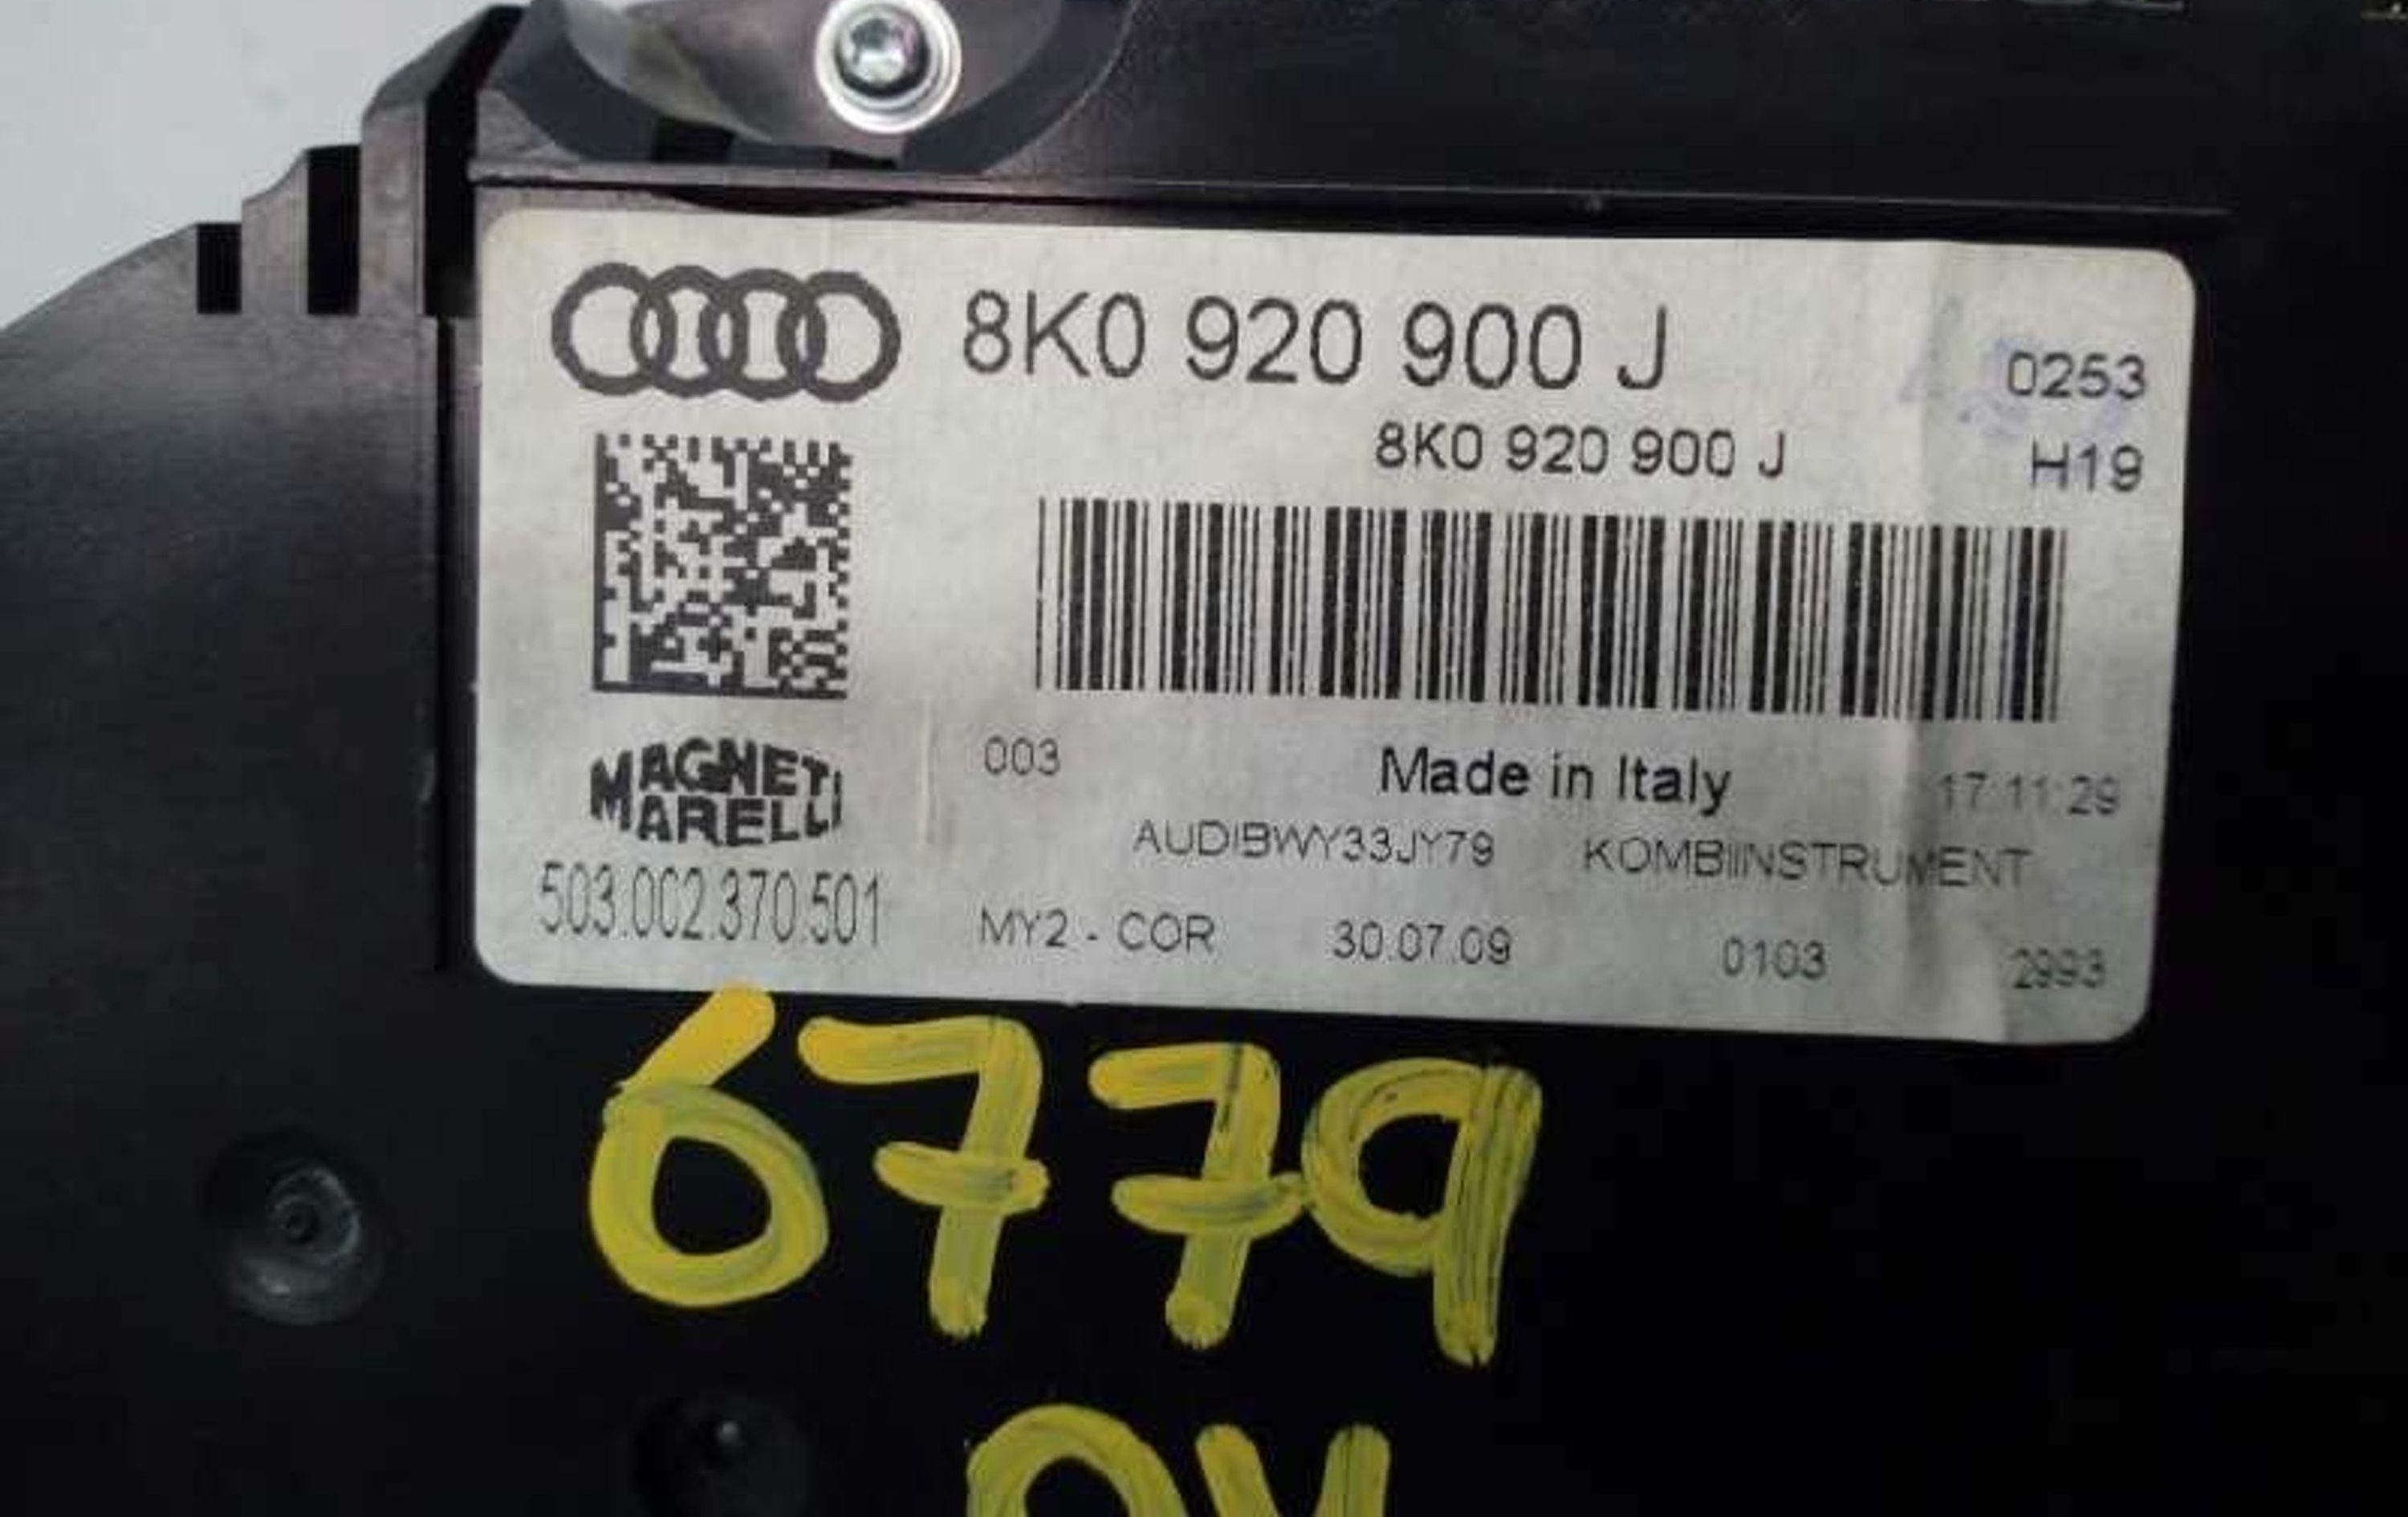 8K0 920 900 J 0253
8K0 920 900 J H19
MAGNETI
MARELLI
003 Made in Italy 17:11:29
AUDIBWY33JY79 KOMBIINSTRUMENT
503.002.370.501
MY2 - COR 30.07.09 0103 2993
6779